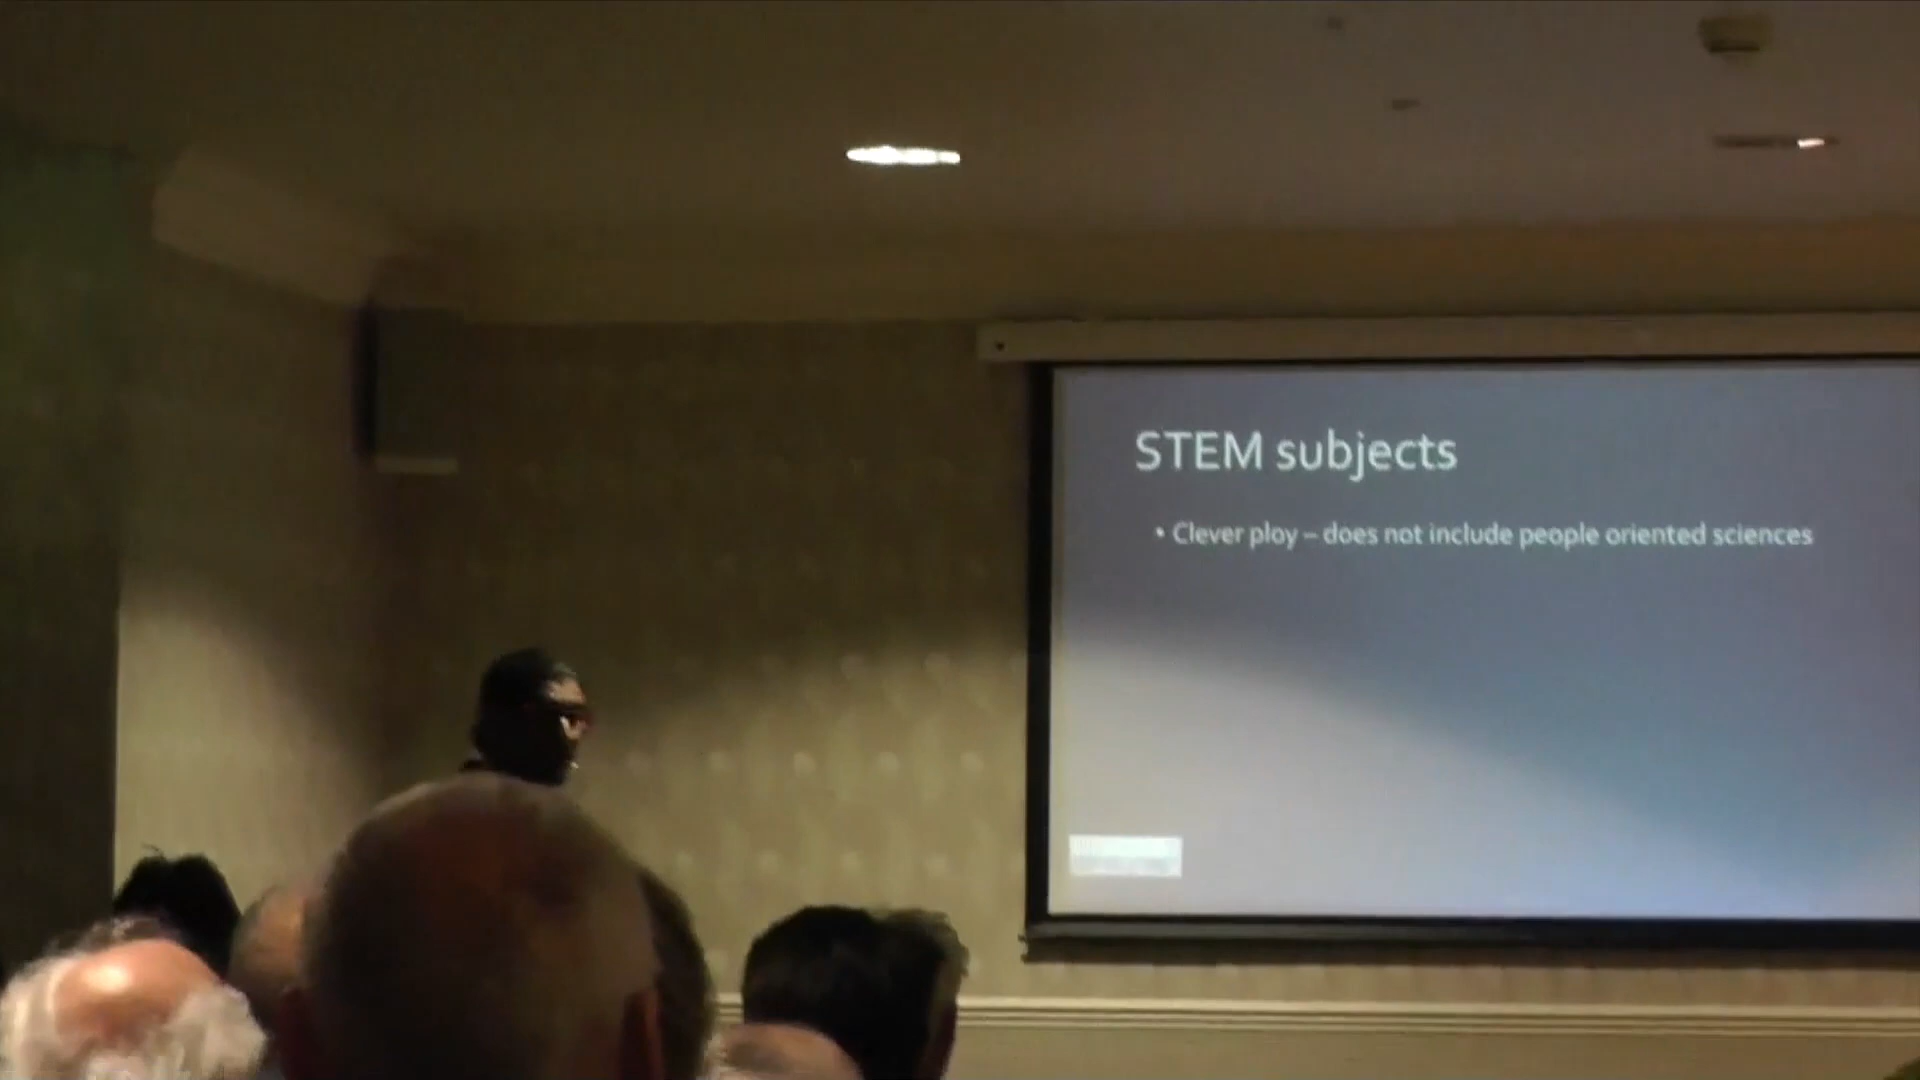 STEM subjects
• Clever ploy – does not include people oriented sciences